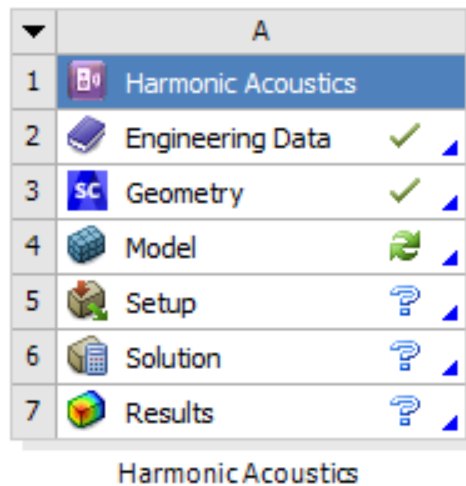 A
1 Harmonic Acoustics
2 Engineering Data
3 SC Geometry
4 Model
5 Setup ?
6 Solution ?
7 Results ?
Harmonic Acoustics